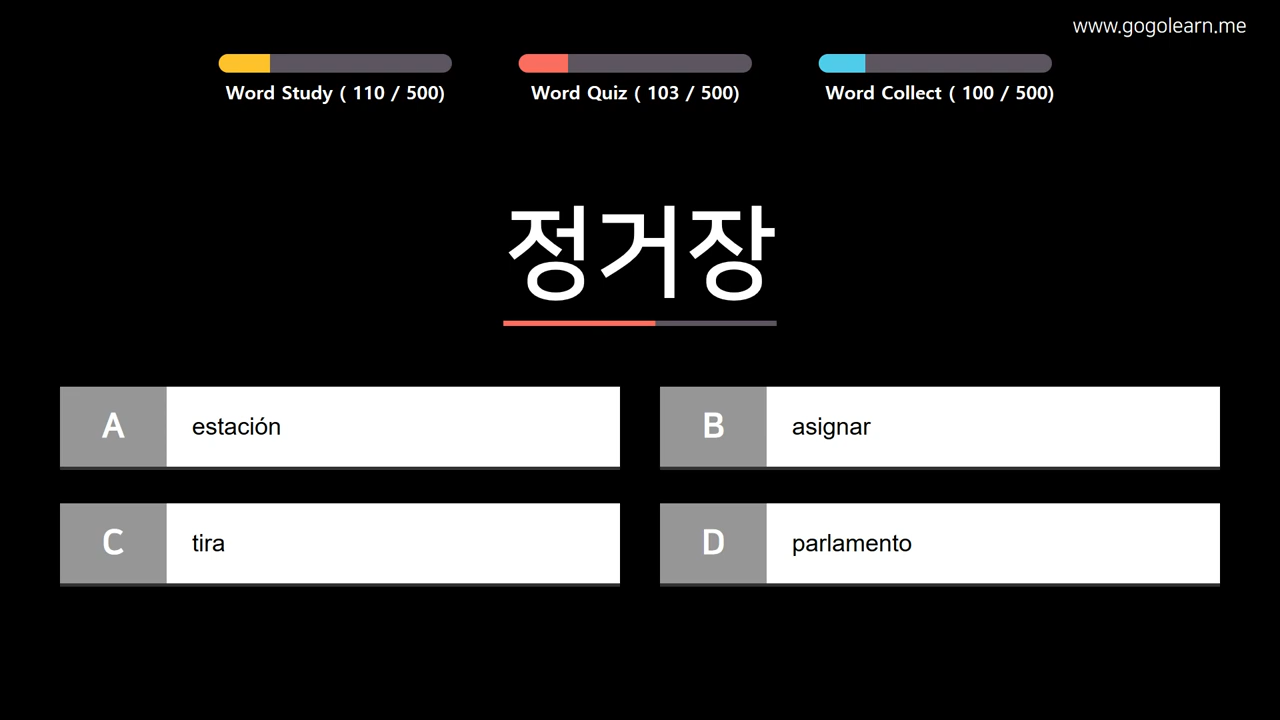 www.gogolearn.me
Word Study ( 110 / 500)
Word Quiz ( 103 / 500)
Word Collect ( 100 / 500)
정거장
A estación
B asignar
C tira
D parlamento